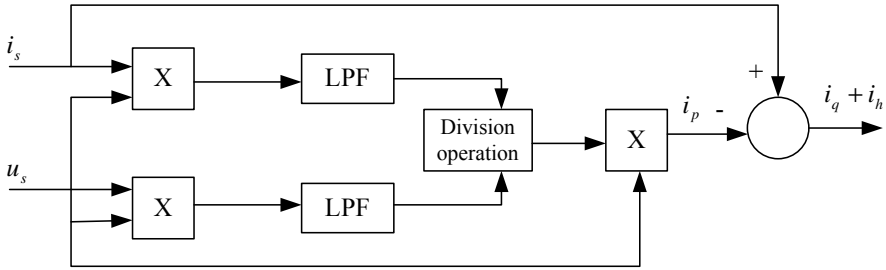 +
i_s
X
LPF
i_q + i_h
i_p
-
Division
operation
X
u_s
X
LPF